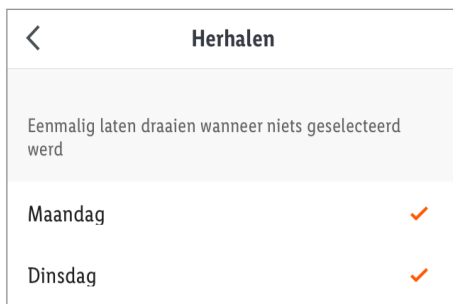 Herhalen
Eenmalig laten draaien wanneer niets geselecteerd
werd
Maandag
Dinsdag